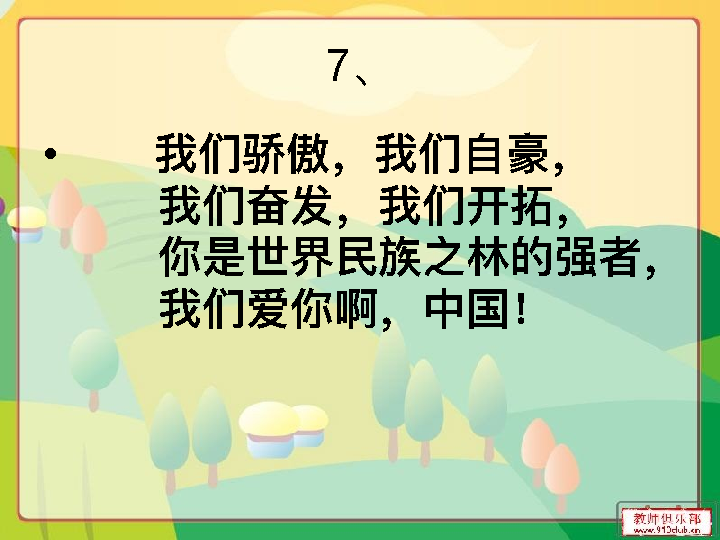 7、
• 我们骄傲，我们自豪，
我们奋发，我们开拓，
你是世界民族之林的强者，
我们爱你啊，中国！
教师俱乐部
www.910club.cn